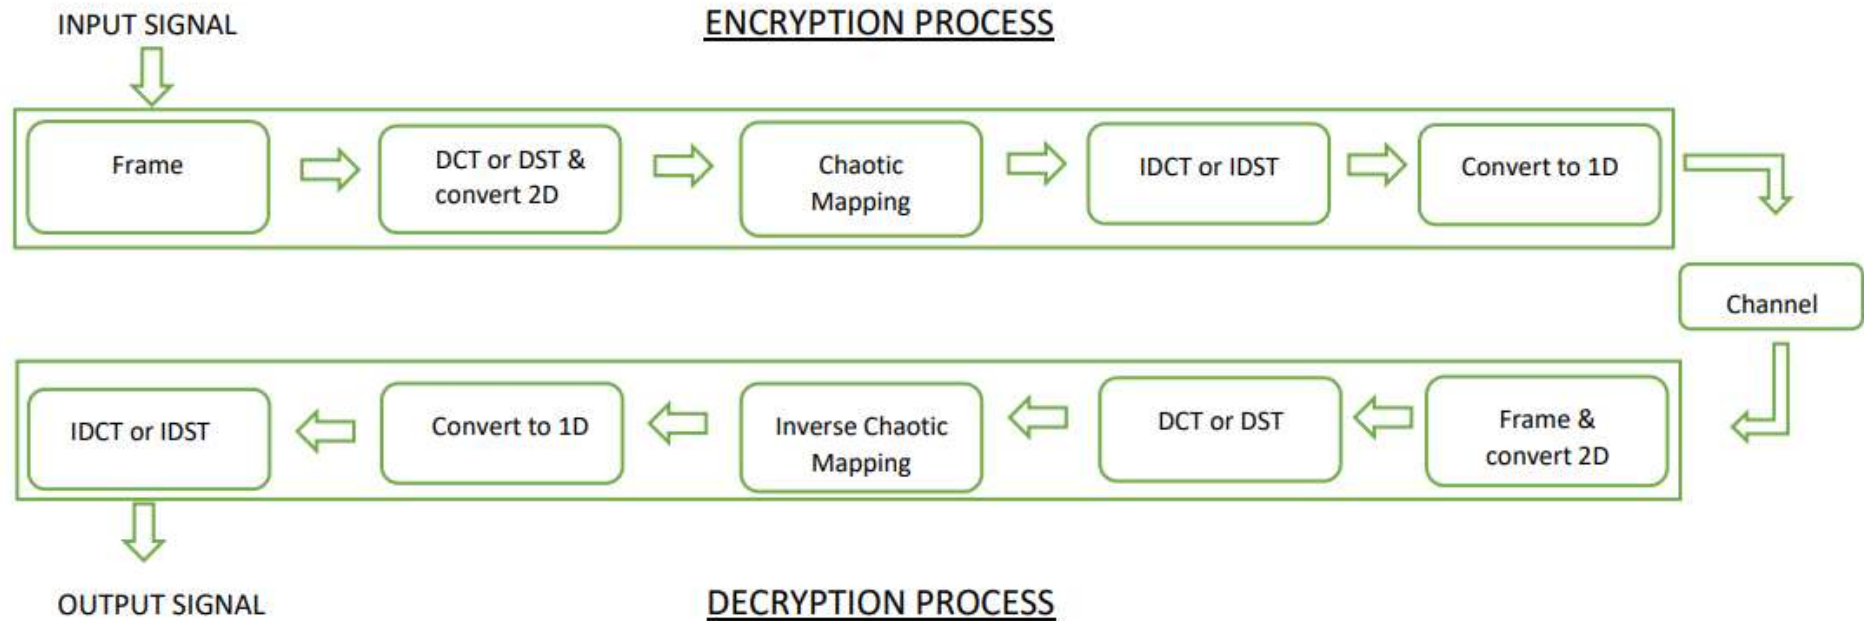 INPUT SIGNAL
ENCRYPTION PROCESS
Frame
DCT or DST &
convert 2D
Chaotic
Mapping
IDCT or IDST
Convert to 1D
Channel
Frame &
convert 2D
DCT or DST
Inverse Chaotic
Mapping
Convert to 1D
IDCT or IDST
OUTPUT SIGNAL
DECRYPTION PROCESS